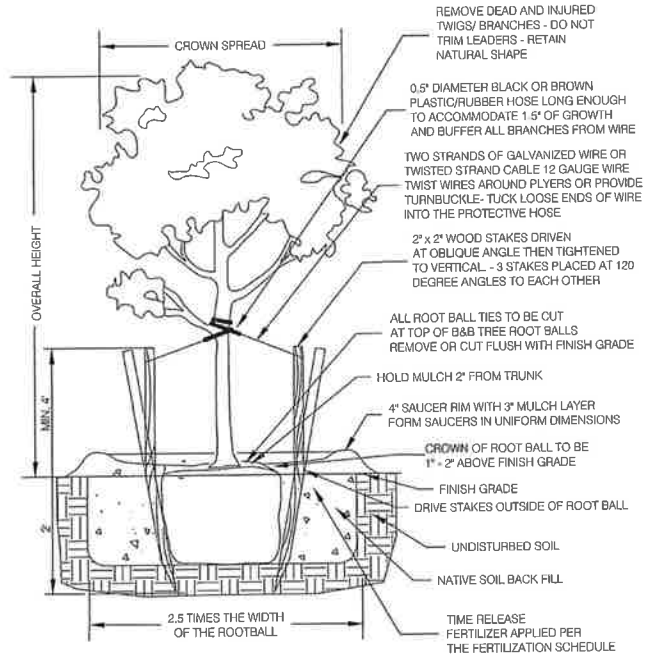 CROWN SPREAD
OVERALL HEIGHT
MIN. 4'
2'
2.5 TIMES THE WIDTH
OF THE ROOTBALL
REMOVE DEAD AND INJURED
TWIGS/ BRANCHES - DO NOT
TRIM LEADERS - RETAIN
NATURAL SHAPE
0.5" DIAMETER BLACK OR BROWN
PLASTIC/RUBBER HOSE LONG ENOUGH
TO ACCOMMODATE 1.5" OF GROWTH
AND BUFFER ALL BRANCHES FROM WIRE
TWO STRANDS OF GALVANIZED WIRE OR
TWISTED STRAND CABLE 12 GAUGE WIRE
TWIST WIRES AROUND PLYERS OR PROVIDE
TURNBUCKLE- TUCK LOOSE ENDS OF WIRE
INTO THE PROTECTIVE HOSE
2" x 2" WOOD STAKES DRIVEN
AT OBLIQUE ANGLE THEN TIGHTENED
TO VERTICAL - 3 STAKES PLACED AT 120
DEGREE ANGLES TO EACH OTHER
ALL ROOT BALL TIES TO BE CUT
AT TOP OF B&B TREE ROOT BALLS
REMOVE OR CUT FLUSH WITH FINISH GRADE
HOLD MULCH 2" FROM TRUNK
4" SAUCER RIM WITH 3" MULCH LAYER
FORM SAUCERS IN UNIFORM DIMENSIONS
CROWN OF ROOT BALL TO BE
1" - 2" ABOVE FINISH GRADE
FINISH GRADE
DRIVE STAKES OUTSIDE OF ROOT BALL
UNDISTURBED SOIL
NATIVE SOIL BACK FILL
TIME RELEASE
FERTILIZER APPLIED PER
THE FERTILIZATION SCHEDULE